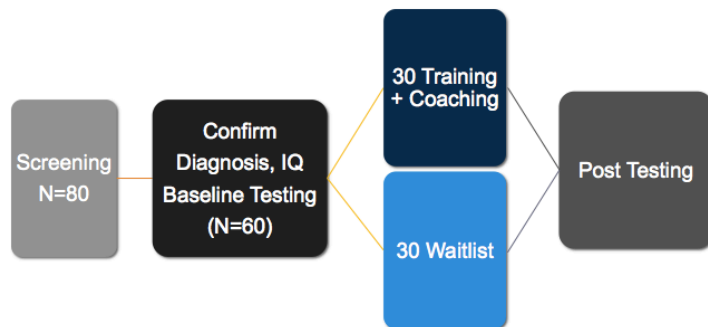 Screening
N=80
Confirm
Diagnosis, IQ
Baseline Testing
(N=60)
30 Training
+ Coaching
30 Waitlist
Post Testing